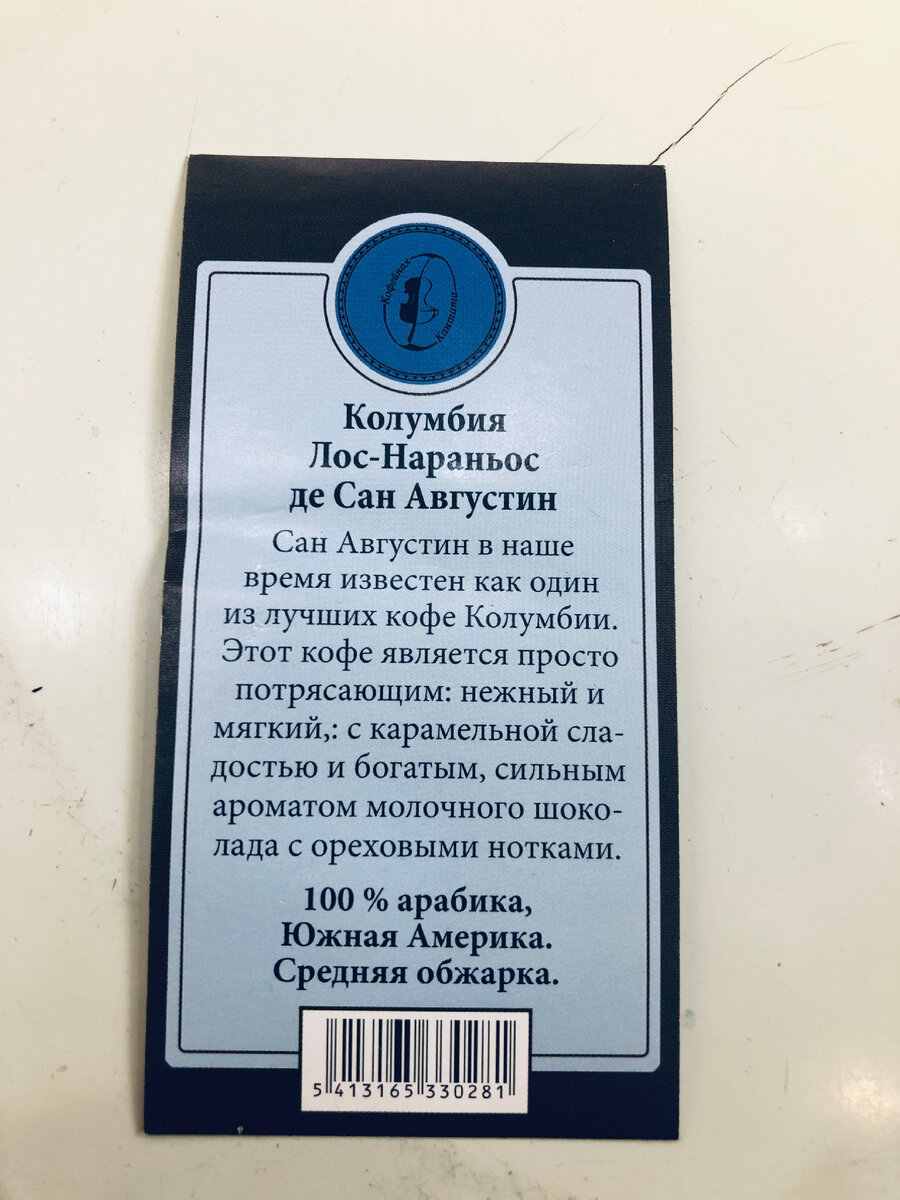 Кофейная
Кантата
Колумбия
Лос-Нараньос
де Сан Августин
Сан Августин в наше
время известен как один
из лучших кофе Колумбии.
Этот кофе является просто
потрясающим: нежный и
мягкий,: с карамельной сла-
достью и богатым, сильным
ароматом молочного шоко-
лада с ореховыми нотками.
100 % арабика,
Южная Америка.
Средняя обжарка.
5 413165 330281